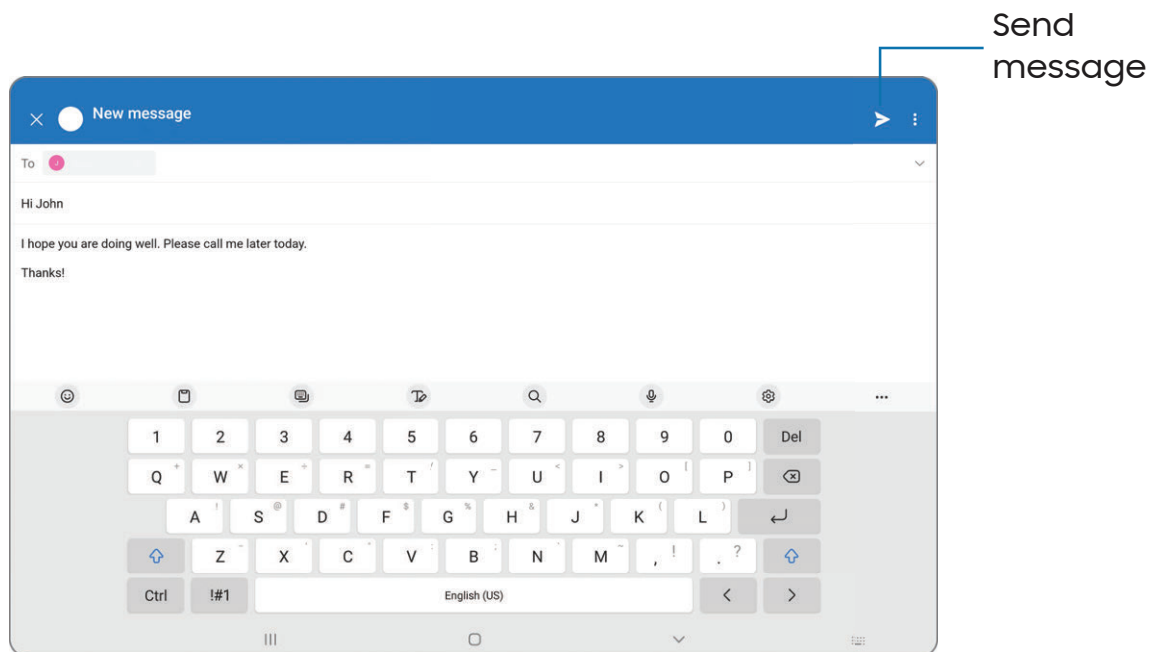 Send
message
New message
To J
Hi John
I hope you are doing well. Please call me later today.
Thanks!
1 2 3 4 5 6 7 8 9 0 Del
Q + W × E ÷ R = T / Y _ U < I > O [ P ]
A ! S @ D # F $ G % H & J * K ( L )
Z - X ' C " V : B ; N ` M ~ , ! . ?
Ctrl !#1 English (US) < >